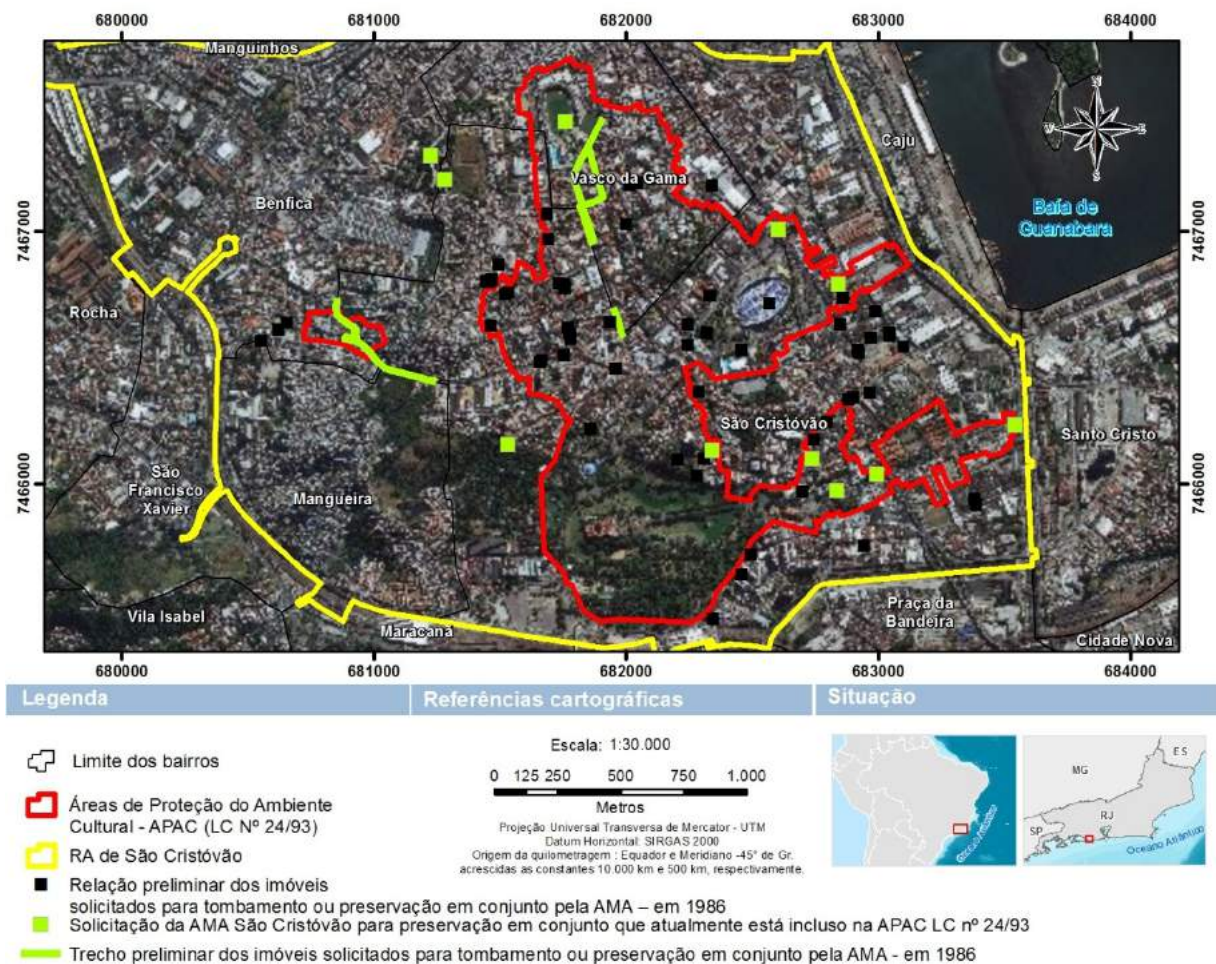 680000 681000 682000 683000 684000
Manguinhos
N
W E
S
Caju
Vasco da Gama
Benfica
Baía de
Guanabara
7467000 7467000
Rocha
São Cristóvão
Santo Cristo
São
Francisco
Xavier
Mangueira
7466000 7466000
Vila Isabel
Maracanã
Praça da
Bandeira
Cidade Nova
680000 681000 682000 683000 684000
Legenda Referências cartográficas Situação
Limite dos bairros
Áreas de Proteção do Ambiente
Cultural - APAC (LC Nº 24/93)
RA de São Cristóvão
Relação preliminar dos imóveis
solicitados para tombamento ou preservação em conjunto pela AMA – em 1986
Solicitação da AMA São Cristóvão para preservação em conjunto que atualmente está incluso na APAC LC nº 24/93
Trecho preliminar dos imóveis solicitados para tombamento ou preservação em conjunto pela AMA - em 1986
Escala: 1:30.000
0 125 250 500 750 1.000
Metros
Projeção Universal Transversa de Mercator - UTM
Datum Horizontal: SIRGAS 2000
Origem da quilometragem : Equador e Meridiano -45° de Gr.
acrescidas as constantes 10.000 km e 500 km, respectivamente.
MG
ES
RJ
SP
Oceano Atlântico